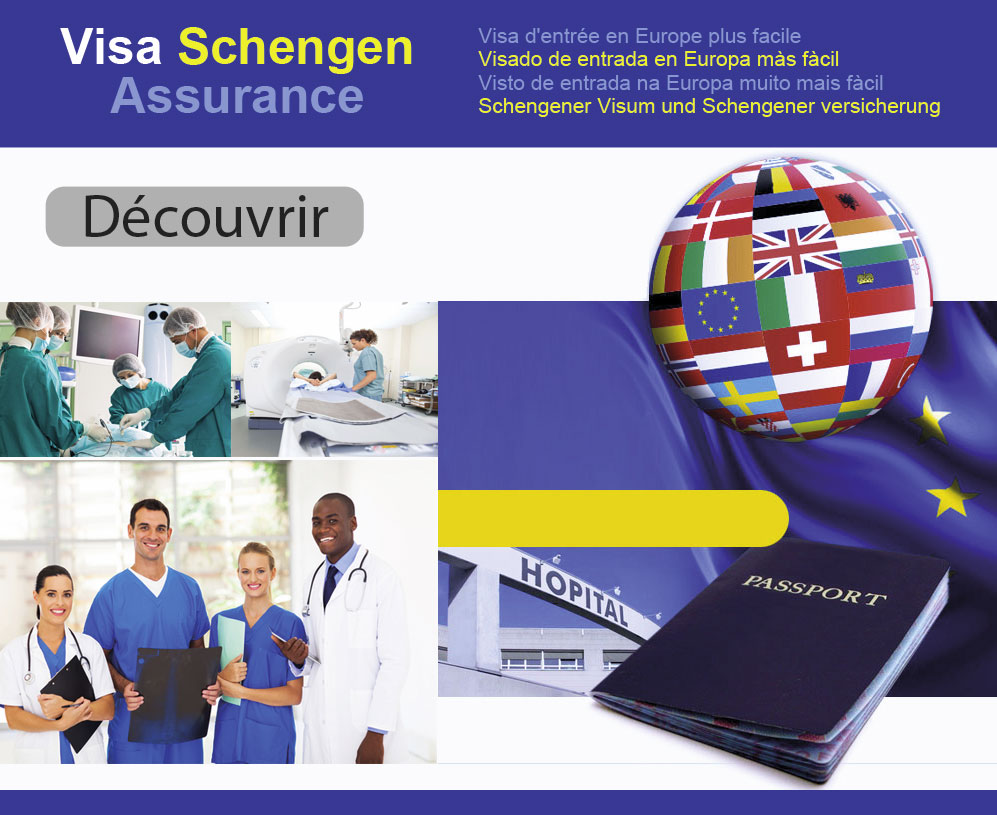 Visa Schengen
Assurance
Visa d'entrée en Europe plus facile
Visado de entrada en Europa màs fàcil
Visto de entrada na Europa muito mais fàcil
Schengener Visum und Schengener versicherung
Découvrir
HOPITAL
PASSPORT